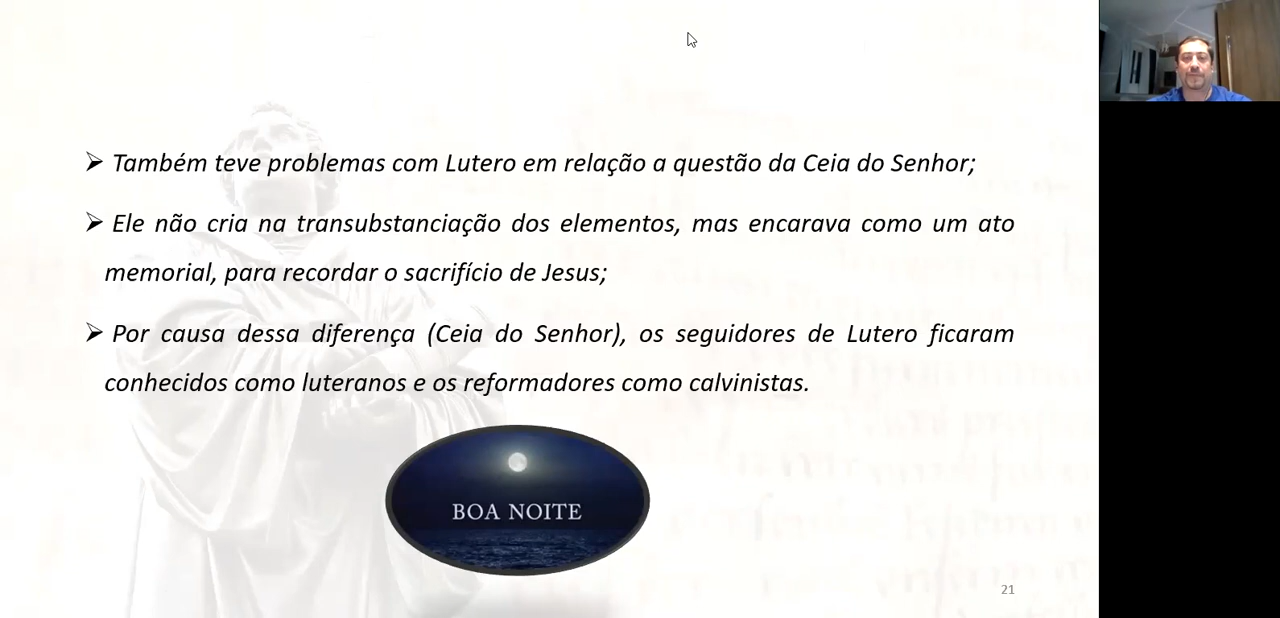 Também teve problemas com Lutero em relação a questão da Ceia do Senhor;
Ele não cria na transubstanciação dos elementos, mas encarava como um ato
memorial, para recordar o sacrifício de Jesus;
Por causa dessa diferença (Ceia do Senhor), os seguidores de Lutero ficaram
conhecidos como luteranos e os reformadores como calvinistas.
BOA NOITE
21